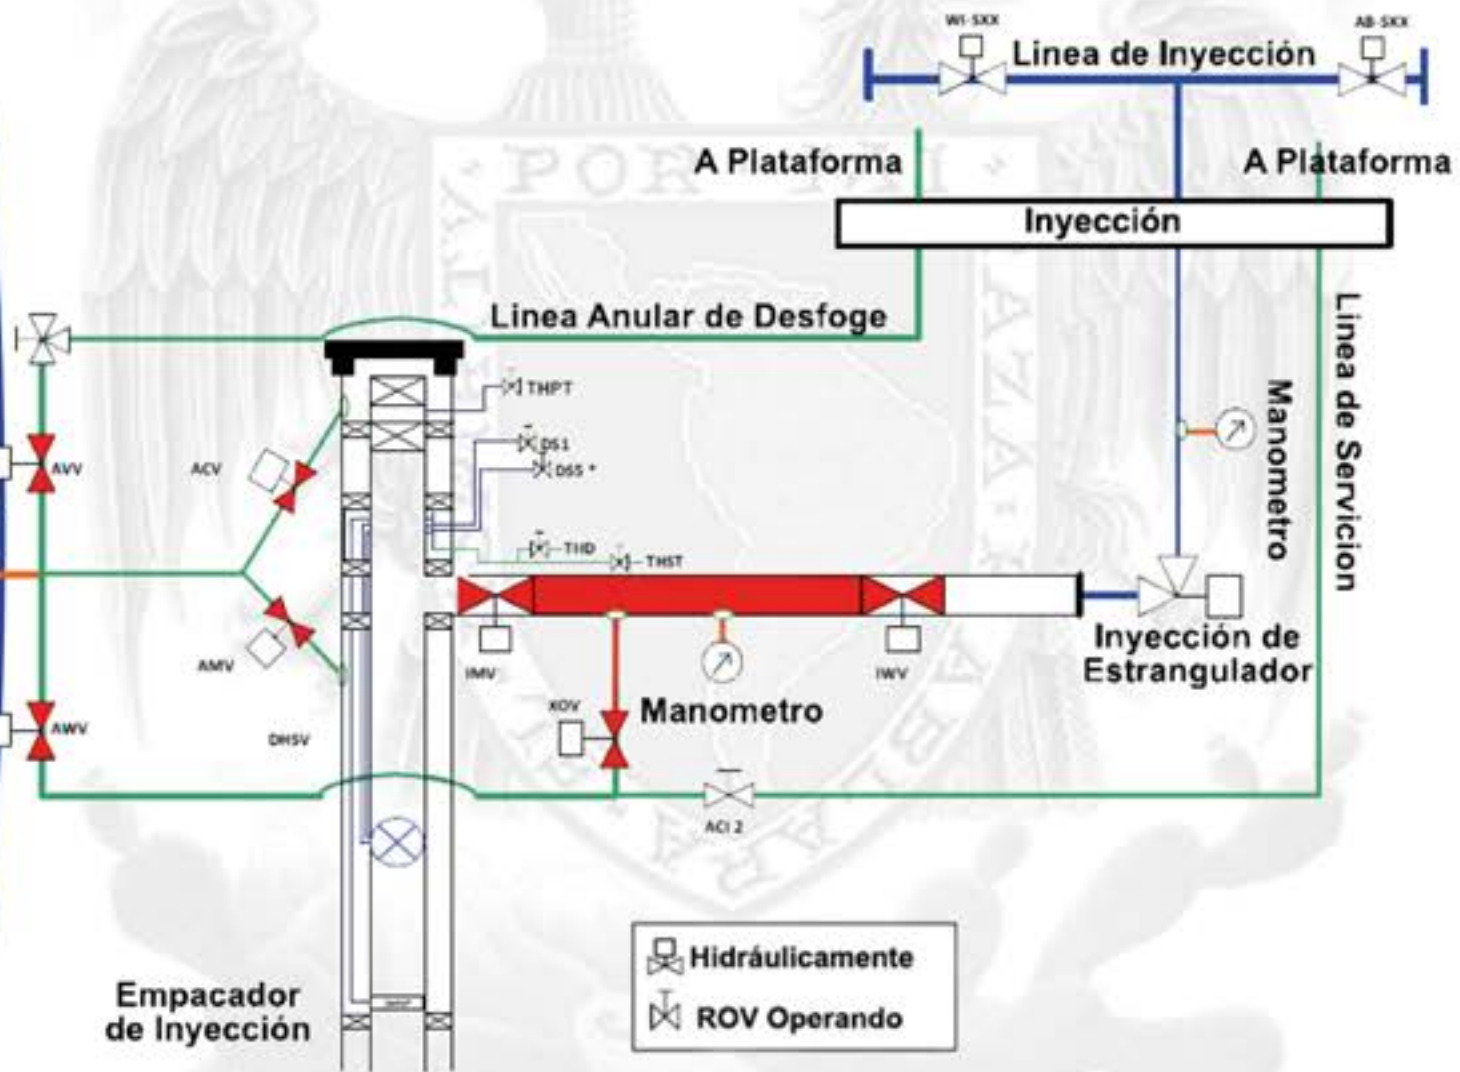 WI-SXX
AB-SXX
Linea de Inyección
A Plataforma
A Plataforma
Inyección
Linea Anular de Desfoge
Linea de Servicion
Manometro
THPT
DS1
DSS *
AVV
ACV
THD
THST
Inyección de
Estrangulador
IMV
IWV
AMV
XOV
Manometro
AWV
DHSV
ACI 2
Hidráulicamente
ROV Operando
Empacador
de Inyección
POR MI